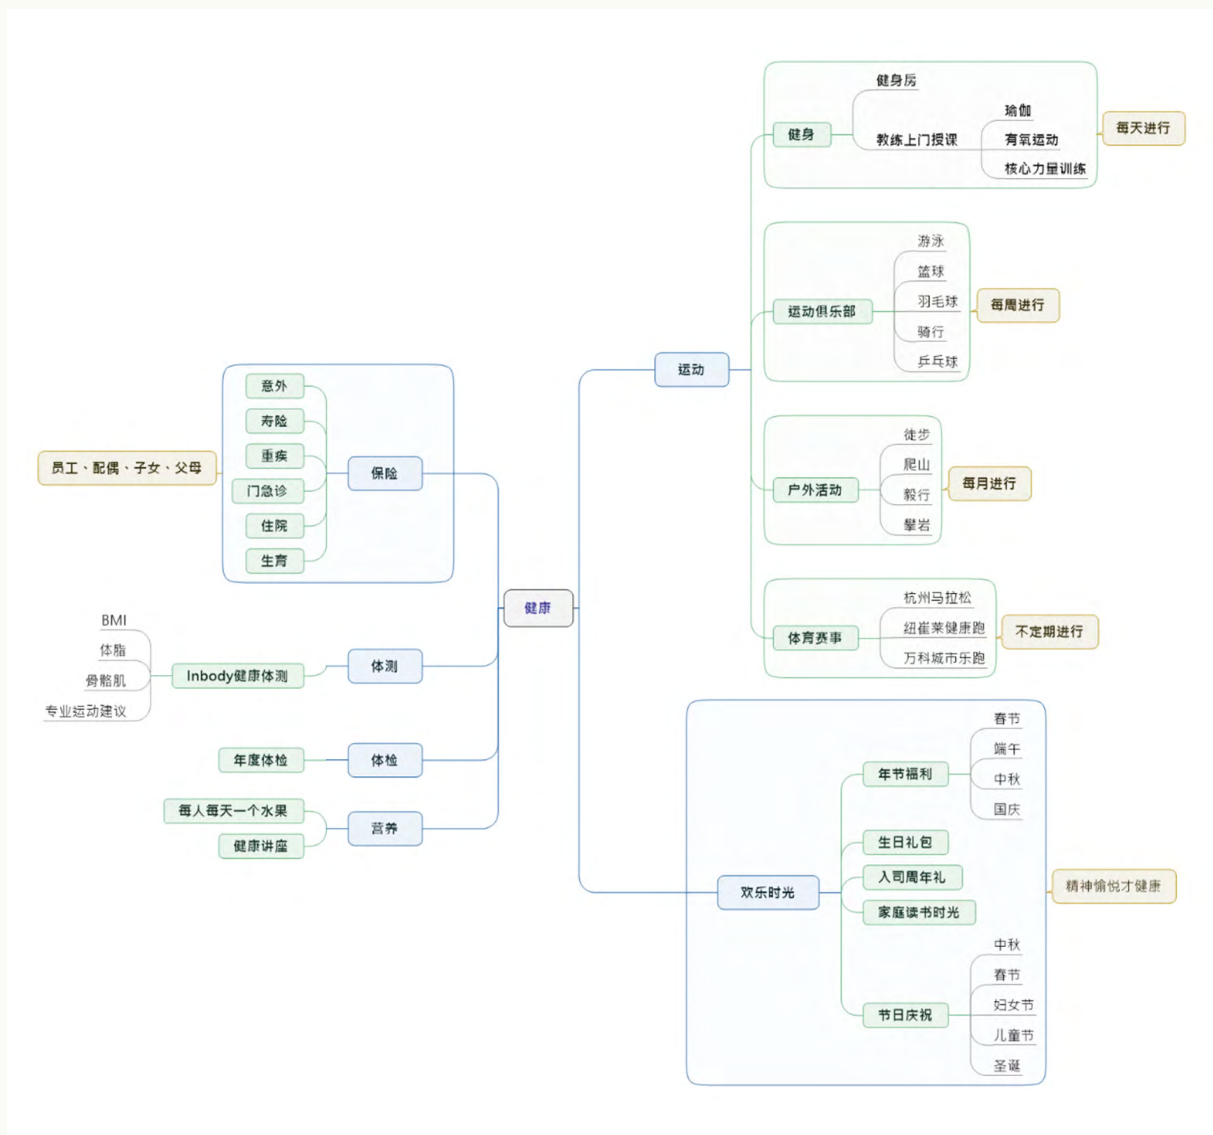 健康
运动
健身
健身房
教练上门授课
瑜伽
有氧运动
核心力量训练
每天进行
运动俱乐部
游泳
篮球
羽毛球
骑行
乒乓球
每周进行
户外活动
徒步
爬山
毅行
攀岩
每月进行
体育赛事
杭州马拉松
纽崔莱健康跑
万科城市乐跑
不定期进行
欢乐时光
年节福利
春节
端午
中秋
国庆
生日礼包
入司周年礼
家庭读书时光
节日庆祝
中秋
春节
妇女节
儿童节
圣诞
精神愉悦才健康
保险
意外
寿险
重疾
门急诊
住院
生育
员工、配偶、子女、父母
体测
Inbody健康体测
BMI
体脂
骨骼肌
专业运动建议
体检
年度体检
营养
每人每天一个水果
健康讲座